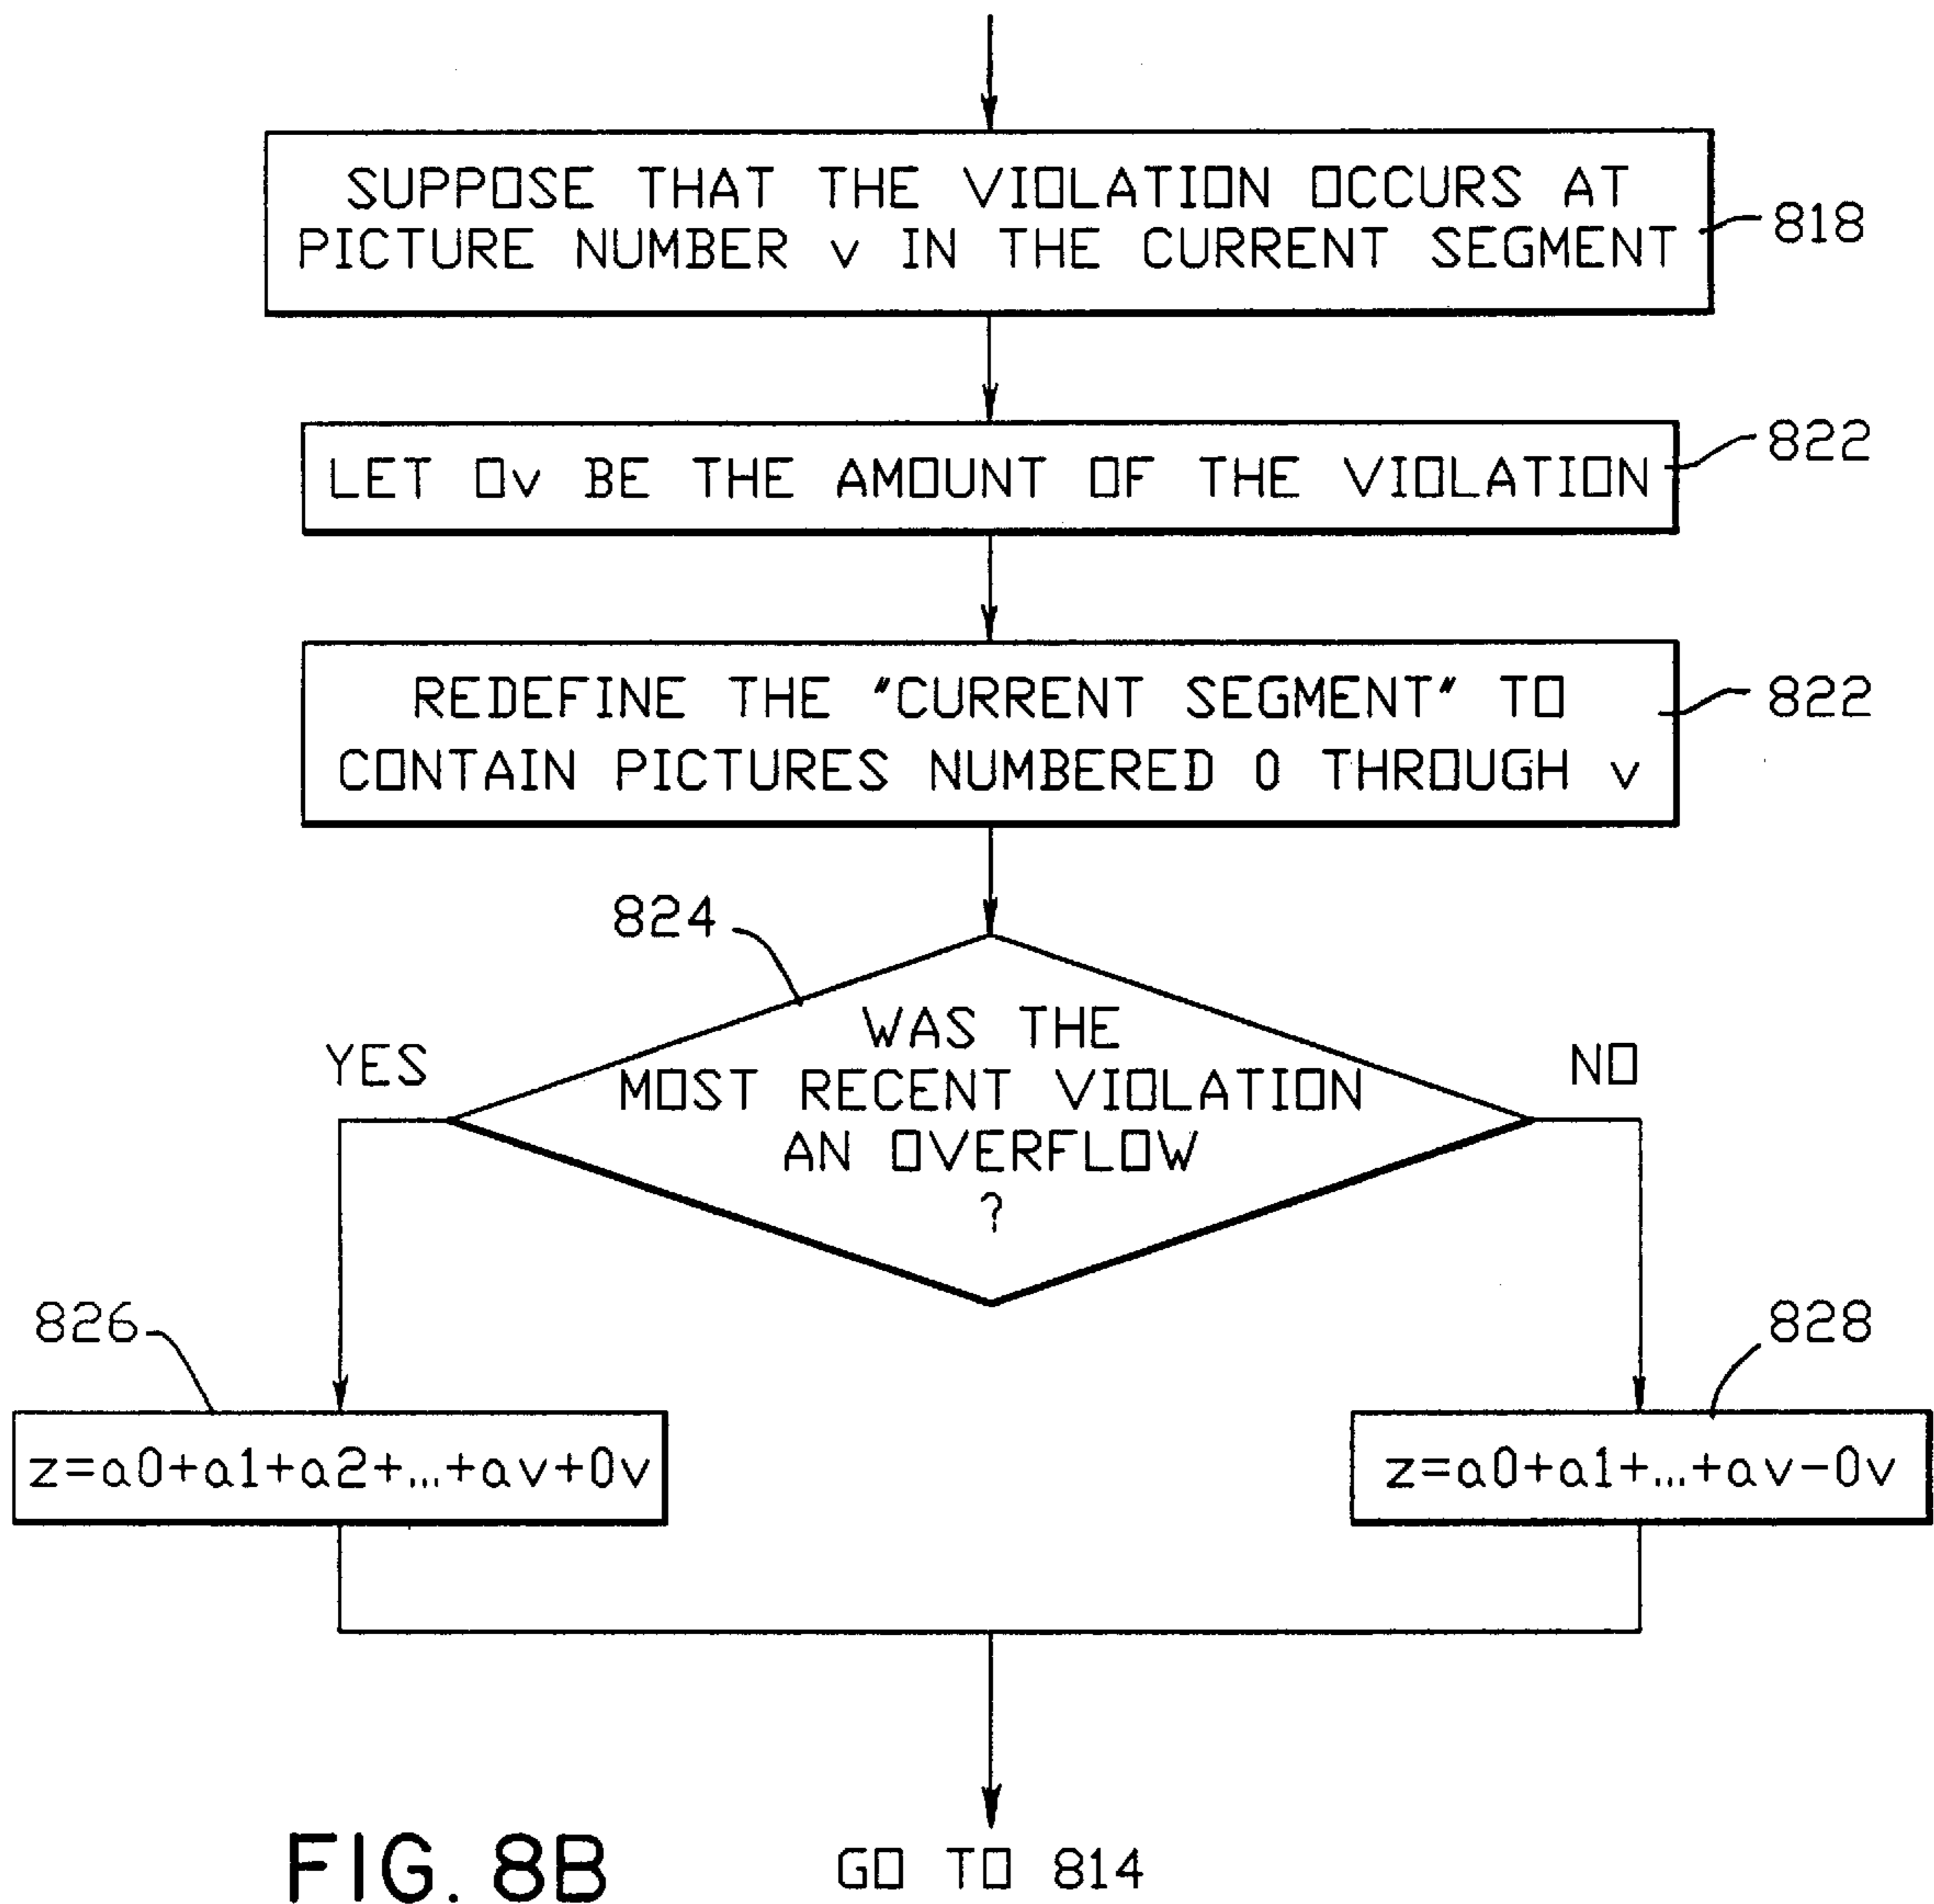 SUPPOSE THAT THE VIOLATION OCCURS AT
PICTURE NUMBER v IN THE CURRENT SEGMENT
818
LET Ov BE THE AMOUNT OF THE VIOLATION
822
REDEFINE THE "CURRENT SEGMENT" TO
CONTAIN PICTURES NUMBERED 0 THROUGH v
822
824
WAS THE
MOST RECENT VIOLATION
AN OVERFLOW
?
YES
NO
826
828
z=a0+a1+a2+...+av+0v
z=a0+a1+...+av-0v
FIG. 8B
GO TO 814